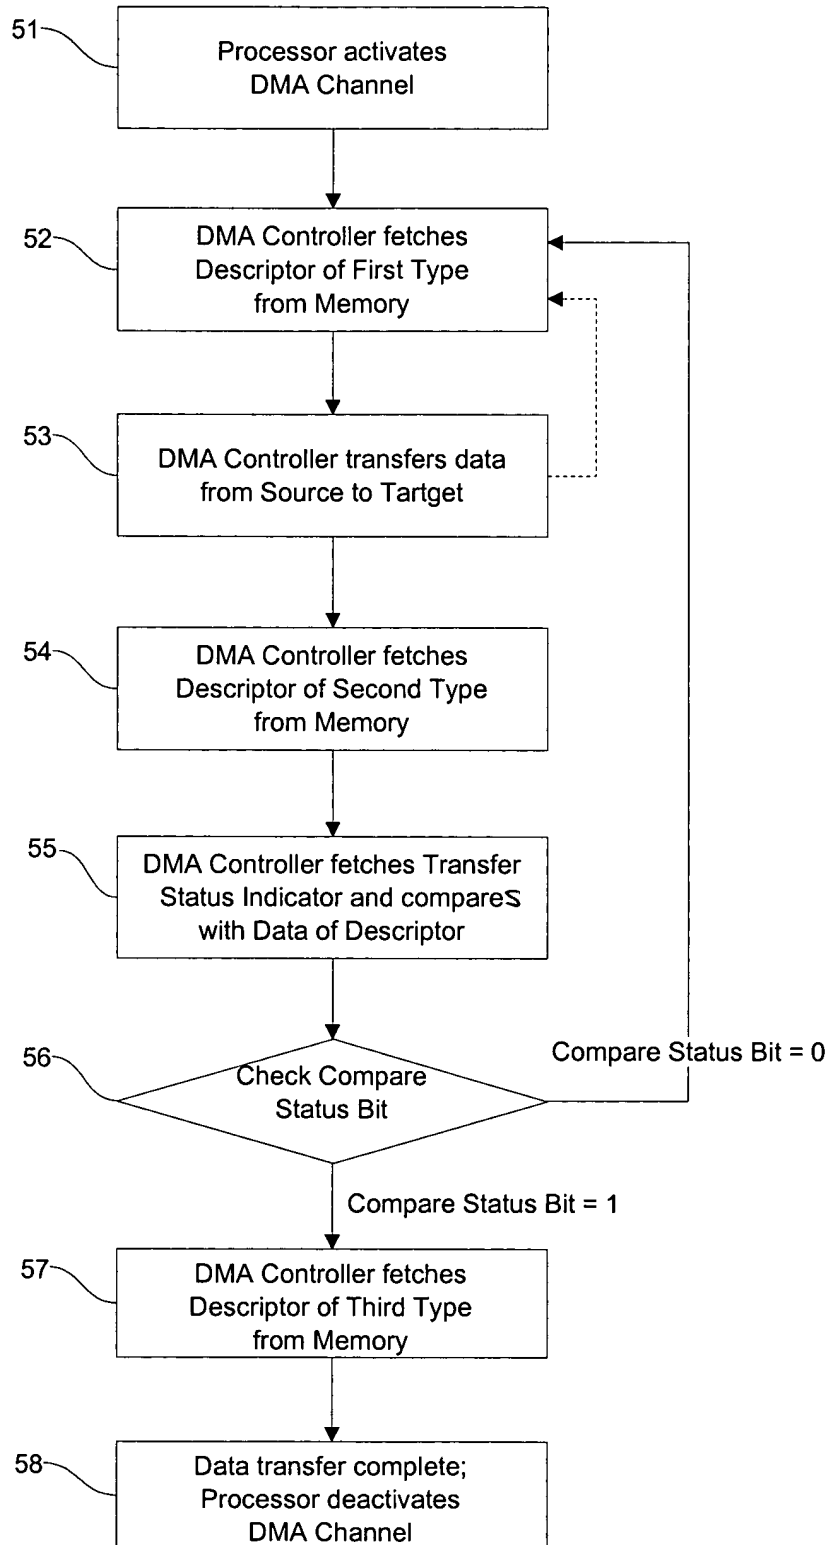 51
Processor activates
DMA Channel
52
DMA Controller fetches
Descriptor of First Type
from Memory
53
DMA Controller transfers data
from Source to Tartget
54
DMA Controller fetches
Descriptor of Second Type
from Memory
55
DMA Controller fetches Transfer
Status Indicator and compares
with Data of Descriptor
56
Check Compare
Status Bit
Compare Status Bit = 0
Compare Status Bit = 1
57
DMA Controller fetches
Descriptor of Third Type
from Memory
58
Data transfer complete;
Processor deactivates
DMA Channel